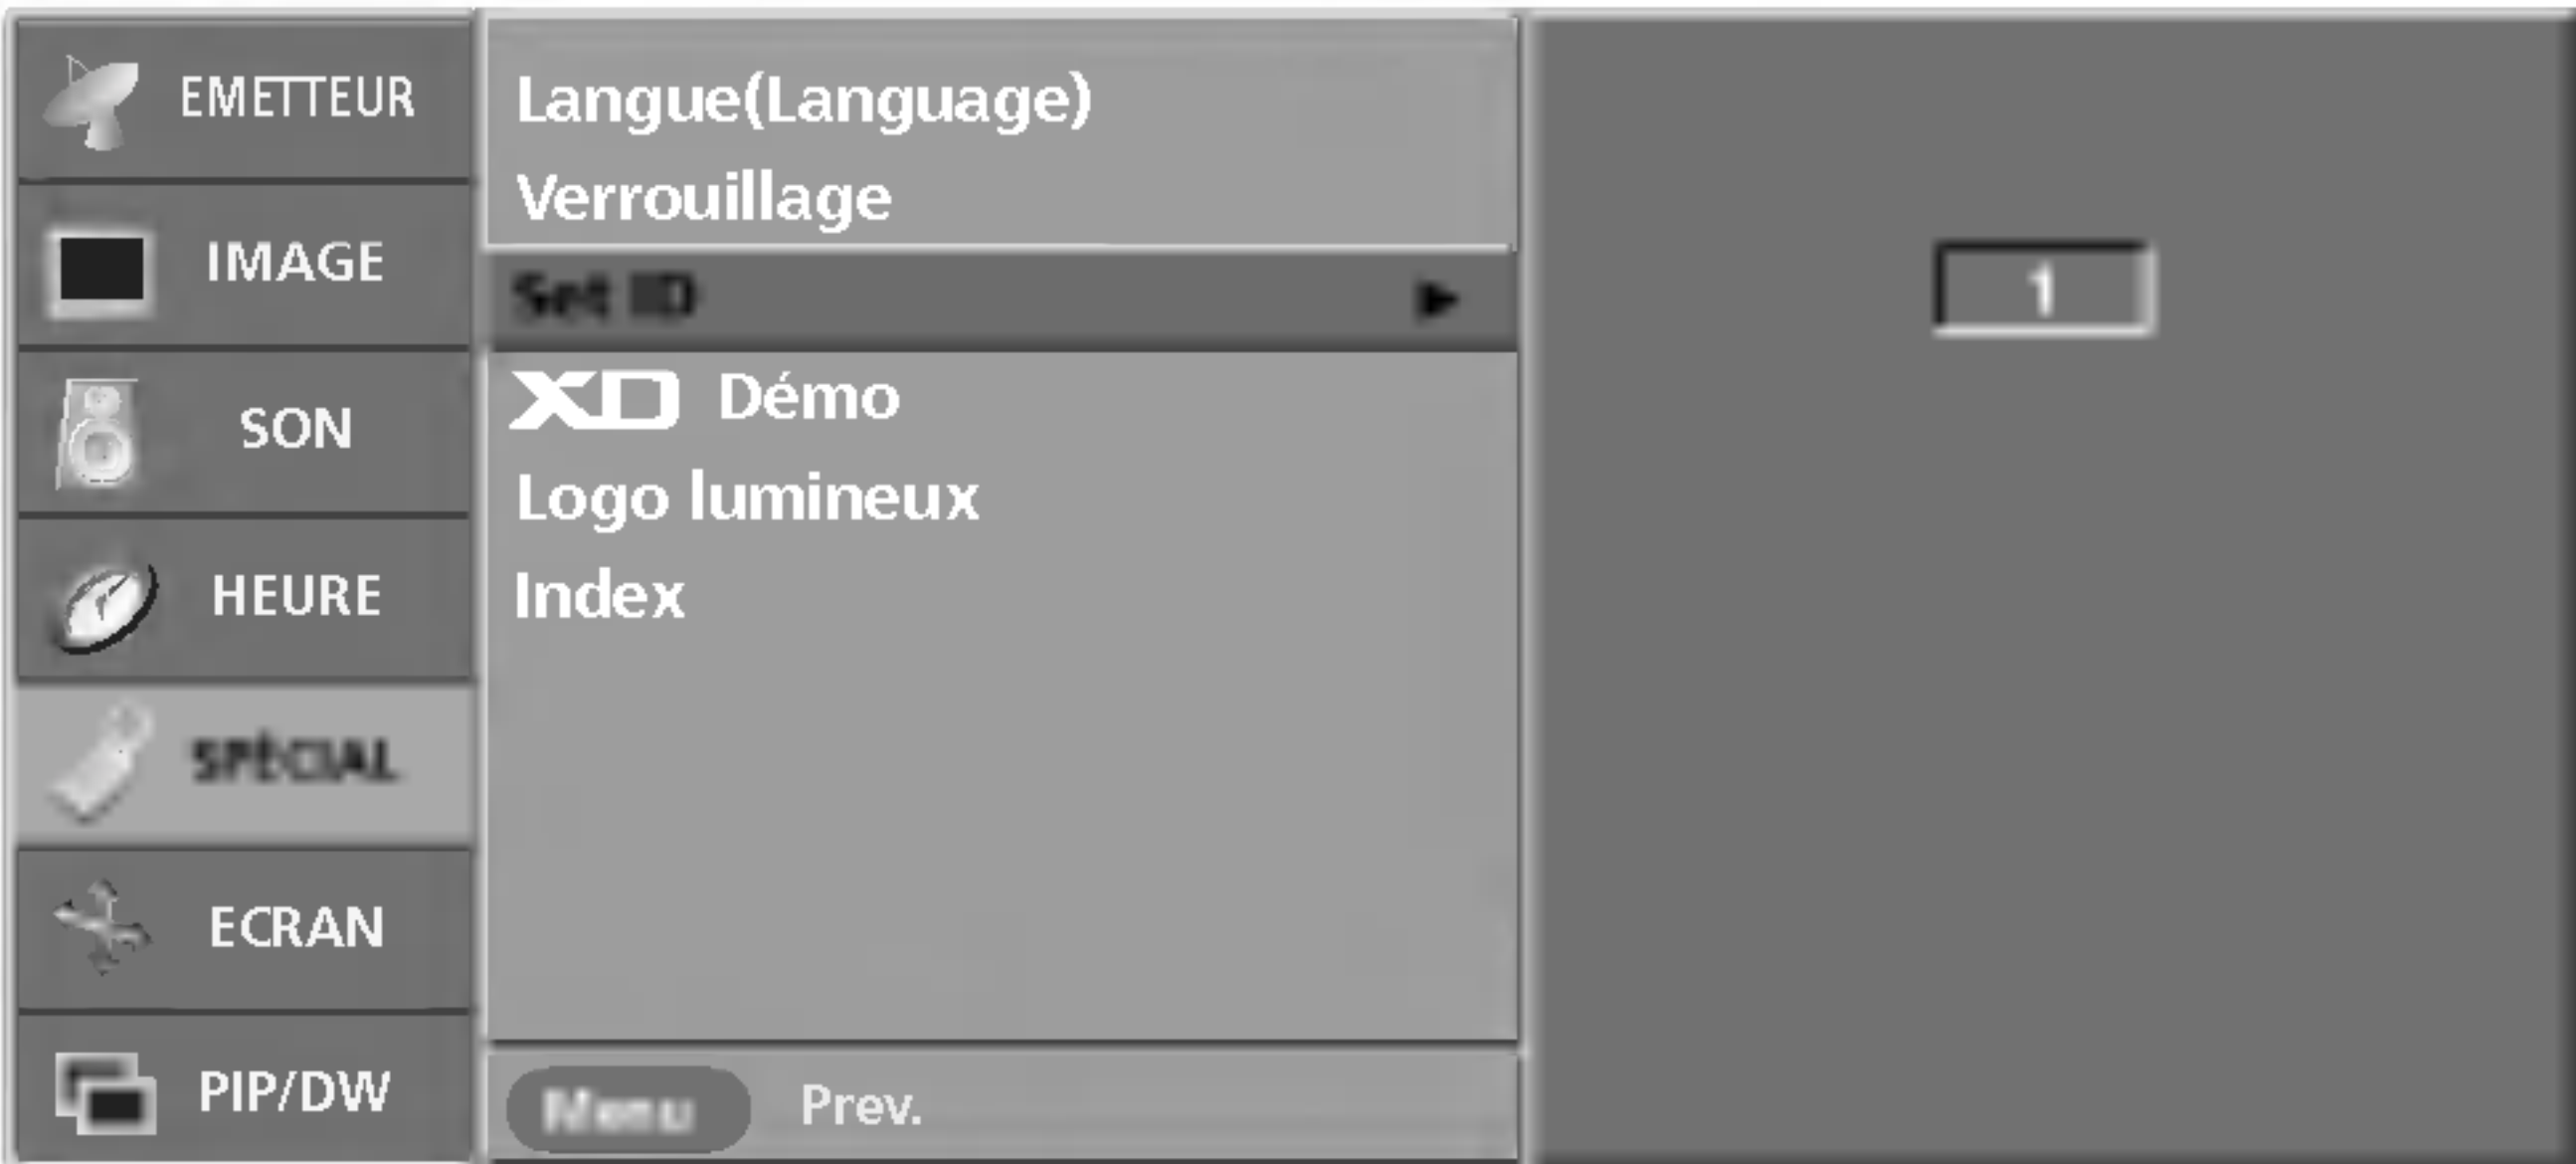 EMETTEUR
IMAGE
SON
HEURE
SPÉCIAL
ECRAN
PIP/DW
Langue(Language)
Verrouillage
Set ID
XD Démo
Logo lumineux
Index
Menu Prev.
1